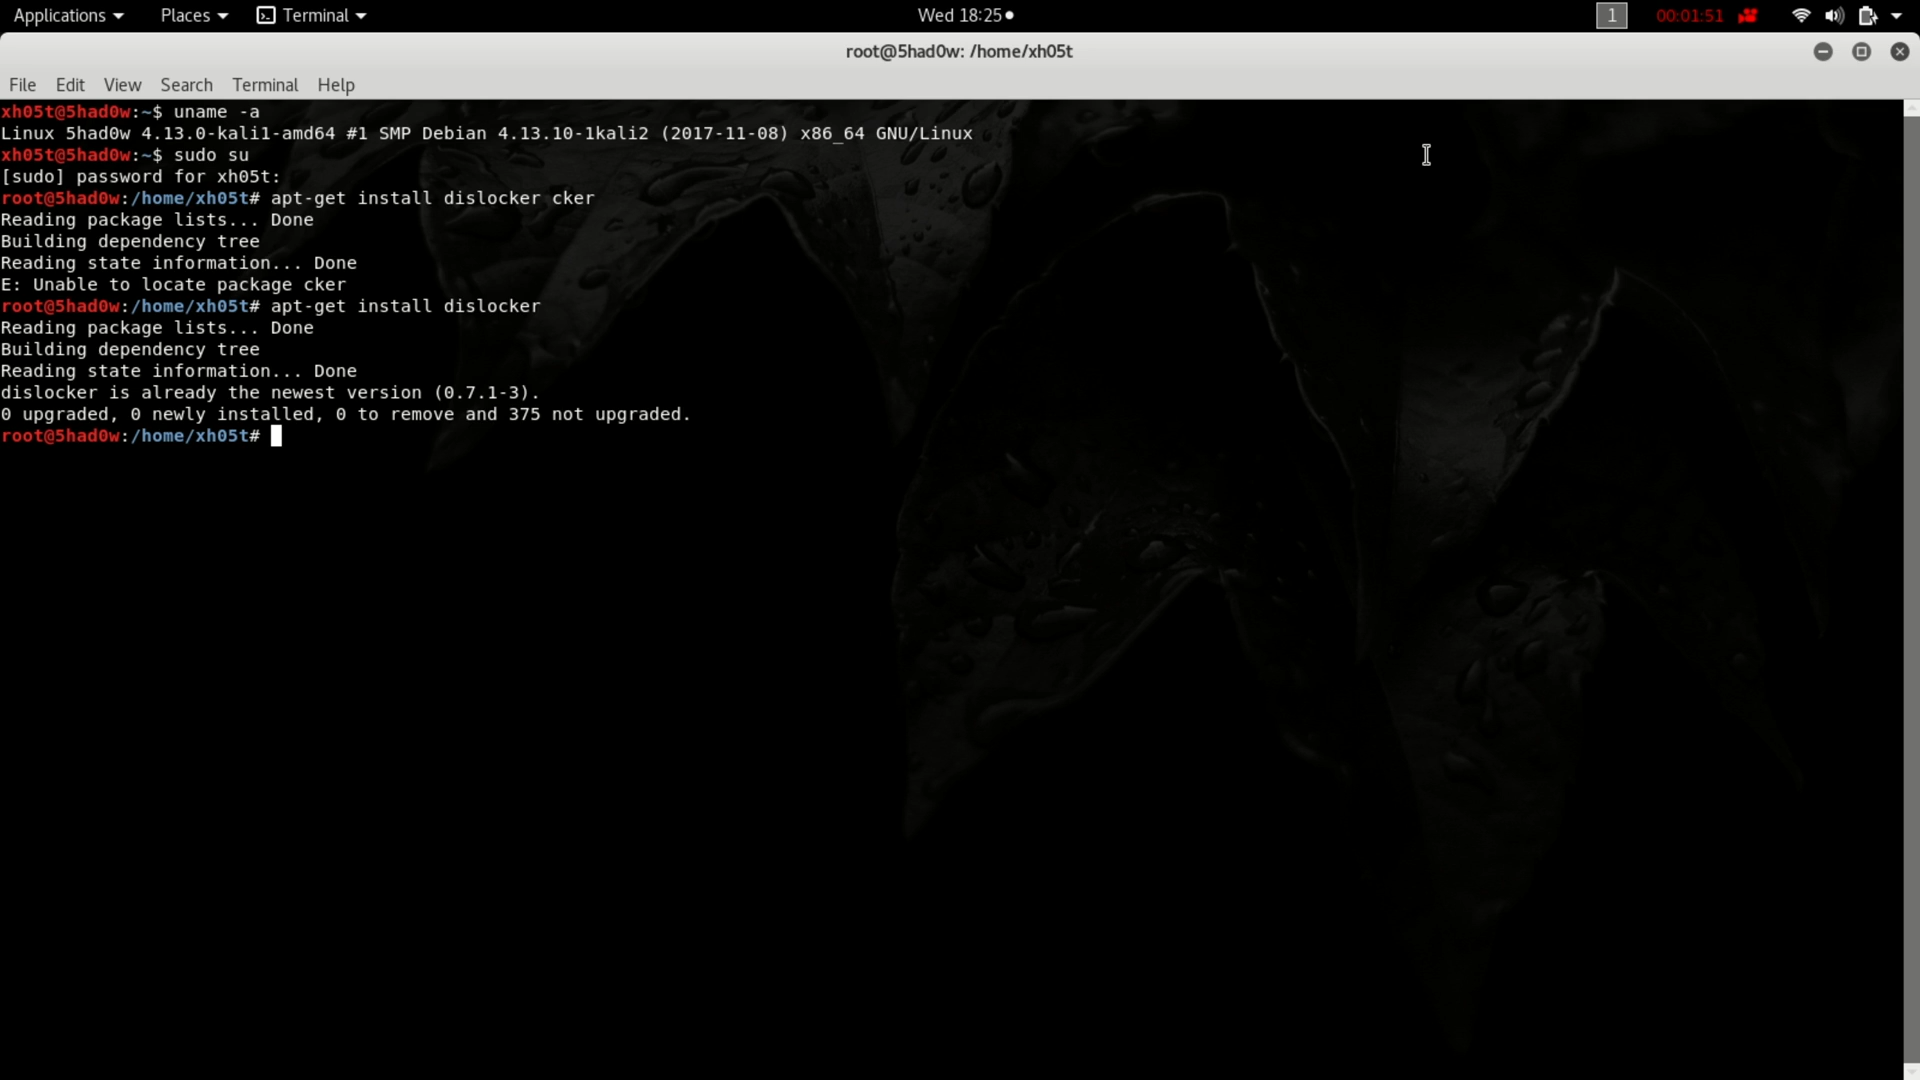 Applications Places Terminal Wed 18:25 1 00:01:51
root@5had0w: /home/xh05t
File Edit View Search Terminal Help
xh05t@5had0w:~$ uname -a
Linux 5had0w 4.13.0-kali1-amd64 #1 SMP Debian 4.13.10-1kali2 (2017-11-08) x86_64 GNU/Linux
xh05t@5had0w:~$ sudo su
[sudo] password for xh05t:
root@5had0w:/home/xh05t# apt-get install dislocker cker
Reading package lists... Done
Building dependency tree
Reading state information... Done
E: Unable to locate package cker
root@5had0w:/home/xh05t# apt-get install dislocker
Reading package lists... Done
Building dependency tree
Reading state information... Done
dislocker is already the newest version (0.7.1-3).
0 upgraded, 0 newly installed, 0 to remove and 375 not upgraded.
root@5had0w:/home/xh05t#